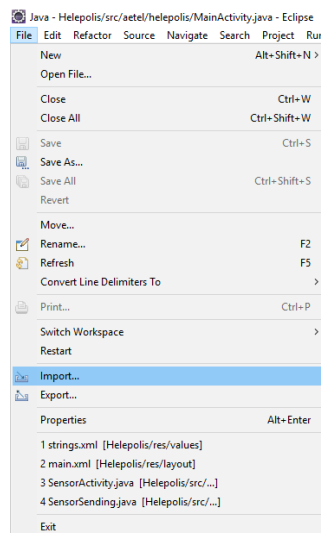 Java - Helepolis/src/aetel/helepolis/MainActivity.java - Eclipse
File Edit Refactor Source Navigate Search Project Ru
New Alt+Shift+N >
Open File...
Close Ctrl+W
Close All Ctrl+Shift+W
Save Ctrl+S
Save As...
Save All Ctrl+Shift+S
Revert
Move...
Rename... F2
Refresh F5
Convert Line Delimiters To >
Print... Ctrl+P
Switch Workspace >
Restart
Import...
Export...
Properties Alt+Enter
1 strings.xml [Helepolis/res/values]
2 main.xml [Helepolis/res/layout]
3 SensorActivity.java [Helepolis/src/...]
4 SensorSending.java [Helepolis/src/...]
Exit